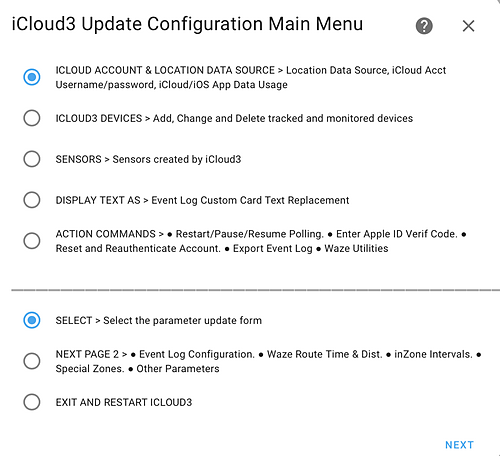 iCloud3 Update Configuration Main Menu
ICLOUD ACCOUNT & LOCATION DATA SOURCE > Location Data Source, iCloud Acct
Username/password, iCloud/iOS App Data Usage
ICLOUD3 DEVICES > Add, Change and Delete tracked and monitored devices
SENSORS > Sensors created by iCloud3
DISPLAY TEXT AS > Event Log Custom Card Text Replacement
ACTION COMMANDS > ● Restart/Pause/Resume Polling. ● Enter Apple ID Verif Code. ●
Reset and Reauthenticate Account. ● Export Event Log ● Waze Utilities
SELECT > Select the parameter update form
NEXT PAGE 2 > ● Event Log Configuration. ● Waze Route Time & Dist. ● inZone Intervals. ●
Special Zones. ● Other Parameters
EXIT AND RESTART ICLOUD3
NEXT